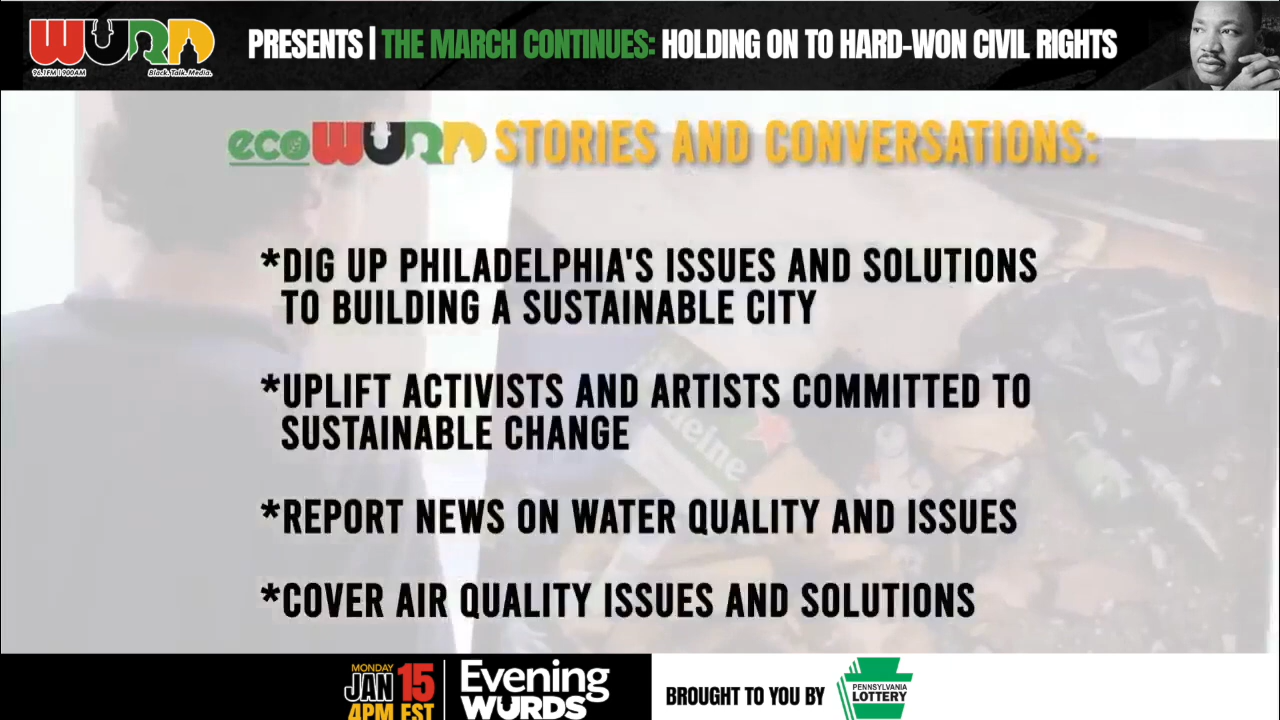 WURD
96.1FM | 900AM
Black. Talk. Media.
PRESENTS | THE MARCH CONTINUES: HOLDING ON TO HARD-WON CIVIL RIGHTS
ecoWURD STORIES AND CONVERSATIONS:
*DIG UP PHILADELPHIA'S ISSUES AND SOLUTIONS
TO BUILDING A SUSTAINABLE CITY
*UPLIFT ACTIVISTS AND ARTISTS COMMITTED TO
SUSTAINABLE CHANGE
*REPORT NEWS ON WATER QUALITY AND ISSUES
*COVER AIR QUALITY ISSUES AND SOLUTIONS
MONDAY
JAN 15
4PM EST
Evening
WURDS
BROUGHT TO YOU BY
PENNSYLVANIA
LOTTERY